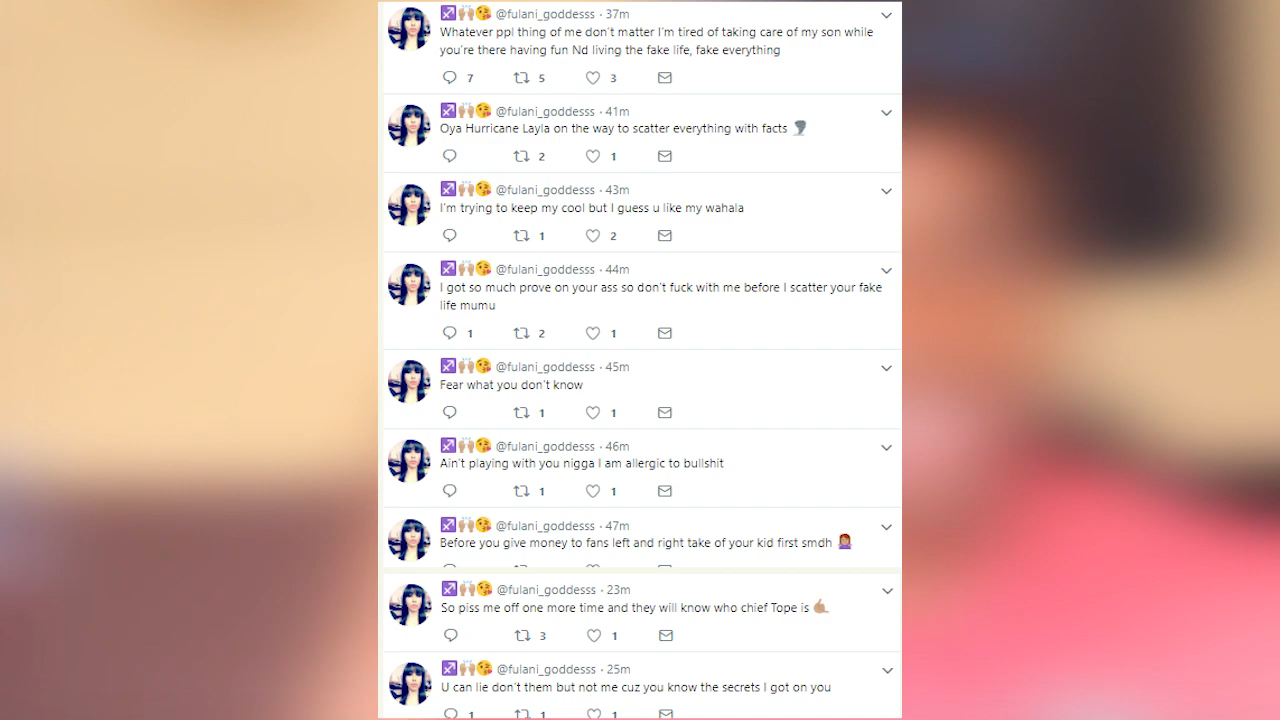 @fulani_goddesss · 37m
Whatever ppl thing of me don't matter I'm tired of taking care of my son while
you're there having fun Nd living the fake life, fake everything
7 5 3
@fulani_goddesss · 41m
Oya Hurricane Layla on the way to scatter everything with facts
2 1
@fulani_goddesss · 43m
I'm trying to keep my cool but I guess u like my wahala
1 2
@fulani_goddesss · 44m
I got so much prove on your ass so don't fuck with me before I scatter your fake
life mumu
1 2 1
@fulani_goddesss · 45m
Fear what you don't know
1 1
@fulani_goddesss · 46m
Ain't playing with you nigga I am allergic to bullshit
1 1
@fulani_goddesss · 47m
Before you give money to fans left and right take of your kid first smdh
@fulani_goddesss · 23m
So piss me off one more time and they will know who chief Tope is
3 1
@fulani_goddesss · 25m
U can lie don't them but not me cuz you know the secrets I got on you
1 1 1